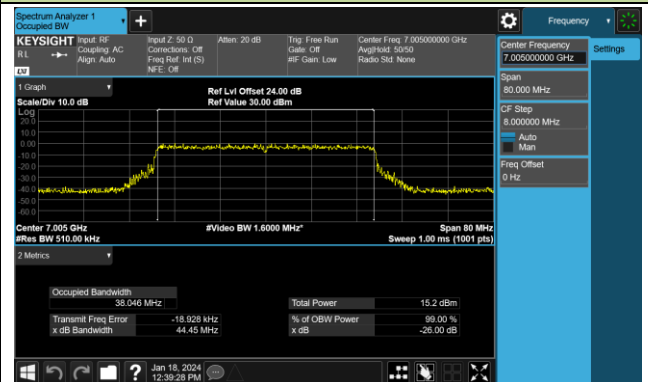 Spectrum Analyzer 1
Occupied BW
Frequency
KEYSIGHT
RL
Input: RF
Coupling: AC
Align: Auto
Input Z: 50 Ω
Corrections: Off
Freq Ref: Int (S)
NFE: Off
Atten: 20 dB
Trig: Free Run
Gate: Off
#IF Gain: Low
Center Freq: 7.005000000 GHz
Avg|Hold: 50/50
Radio Std: None
LXI
1 Graph
Scale/Div 10.0 dB
Ref Lvl Offset 24.00 dB
Ref Value 30.00 dBm
Log
20.0
10.0
0.00
-10.0
-20.0
-30.0
-40.0
-50.0
-60.0
Center 7.005 GHz
#Video BW 1.6000 MHz*
Span 80 MHz
#Res BW 510.00 kHz
Sweep 1.00 ms (1001 pts)
2 Metrics
Occupied Bandwidth
38.046 MHz
Total Power
15.2 dBm
Transmit Freq Error
-18.928 kHz
% of OBW Power
99.00 %
x dB Bandwidth
44.45 MHz
x dB
-26.00 dB
Center Frequency
7.005000000 GHz
Settings
Span
80.000 MHz
CF Step
8.000000 MHz
Auto
Man
Freq Offset
0 Hz
?
Jan 18, 2024
12:39:28 PM